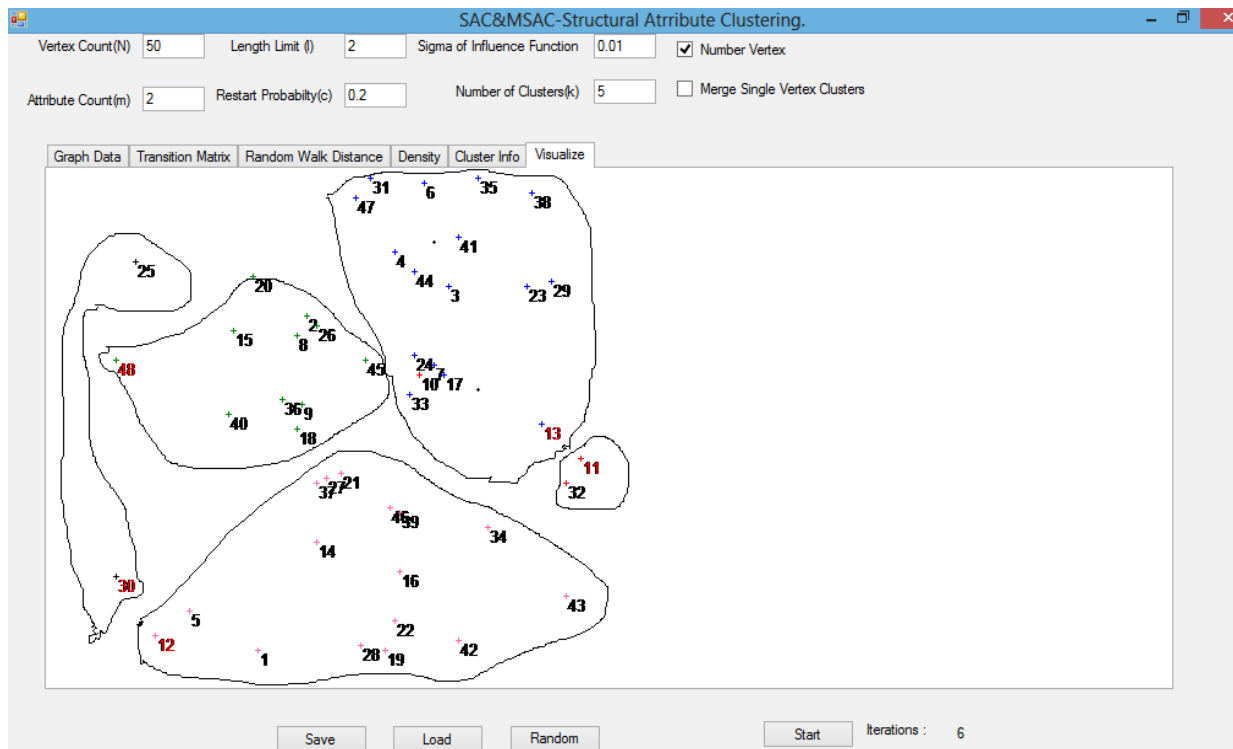 SAC&MSAC-Structural Atrribute Clustering.
Vertex Count(N) 50 Length Limit (l) 2 Sigma of Influence Function 0.01 Number Vertex
Attribute Count(m) 2 Restart Probabilty(c) 0.2 Number of Clusters(k) 5 Merge Single Vertex Clusters
Graph Data Transition Matrix Random Walk Distance Density Cluster Info Visualize
31 6 35
47 38
41
4
25 44
20 3 23 29
2
15 8 26
48 45 24 7
10 17
36 9 33
40
18 13
11
37 27 21 32
46 39
34
14
16
30
43
5
22
12 42
1 28 19
Save Load Random Start Iterations : 6